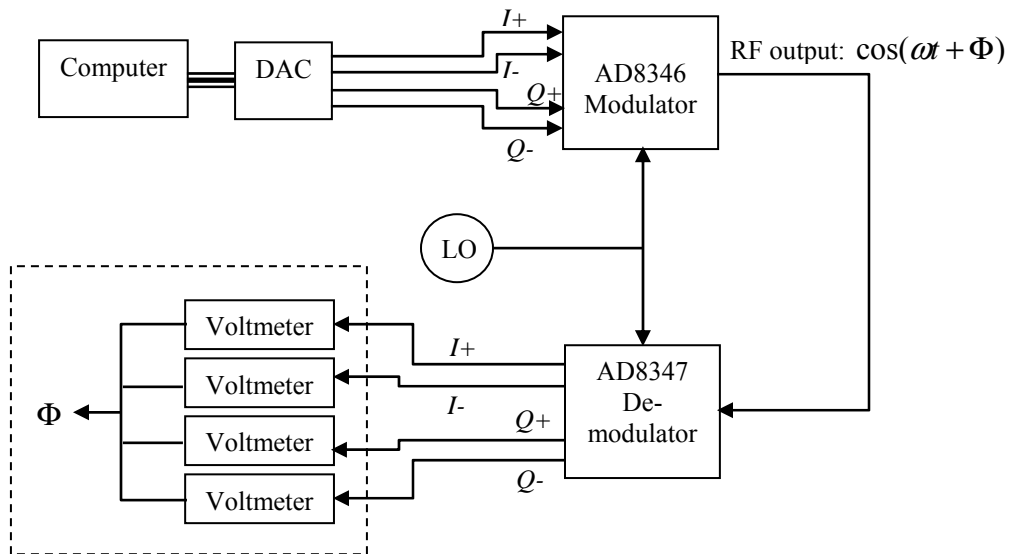 Computer
DAC
I+
I-
Q+
Q-
AD8346
Modulator
RF output: cos(ωt + Φ)
LO
Voltmeter
Voltmeter
Voltmeter
Voltmeter
Φ
I+
I-
Q+
Q-
AD8347
De-
modulator